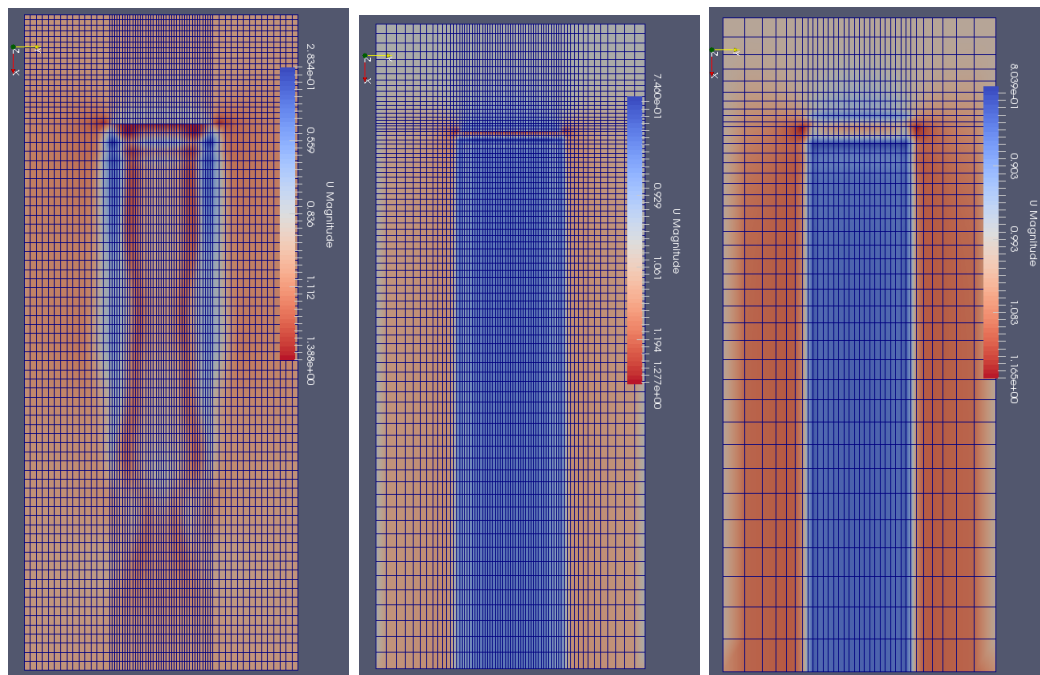 2.834e-01
0.559
0.836
1.112
1.388e+00
U Magnitude
Z
Y
X
7.460e-01
0.929
1.061
1.194
1.277e+00
U Magnitude
Z
Y
X
8.039e-01
0.903
0.993
1.083
1.165e+00
U Magnitude
Z
Y
X